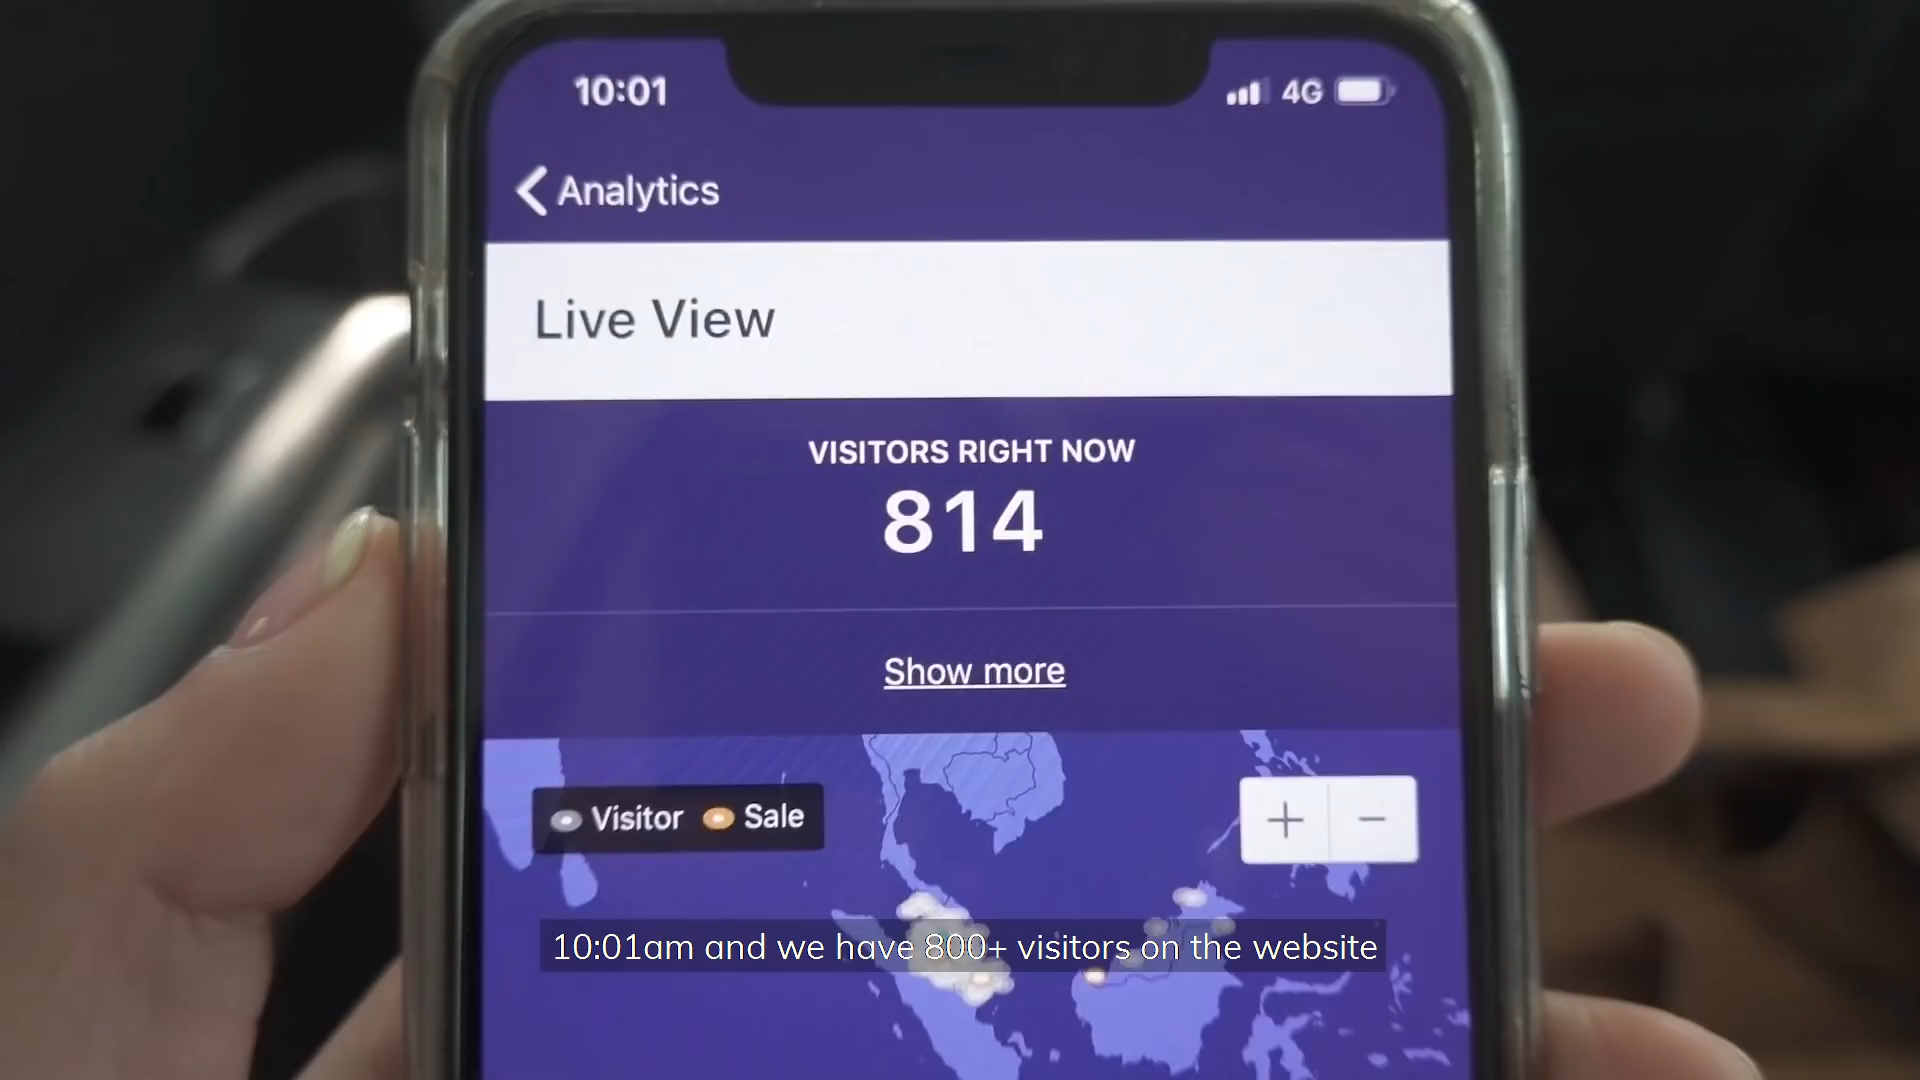 10:01
4G
Analytics
Live View
VISITORS RIGHT NOW
814
Show more
Visitor Sale
+ −
10:01am and we have 800+ visitors on the website